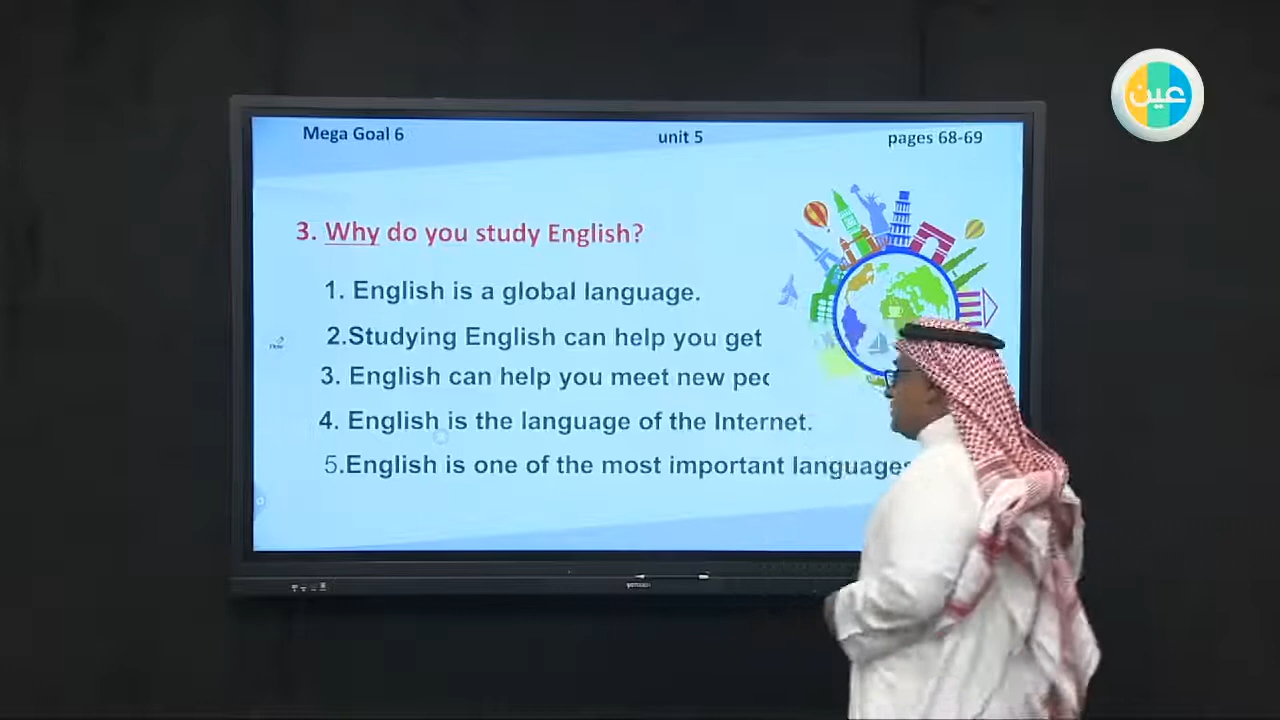 عين
Mega Goal 6 unit 5 pages 68-69
3. Why do you study English?
1. English is a global language.
2.Studying English can help you get
3. English can help you meet new
4. English is the language of the Internet.
5.English is one of the most important languages